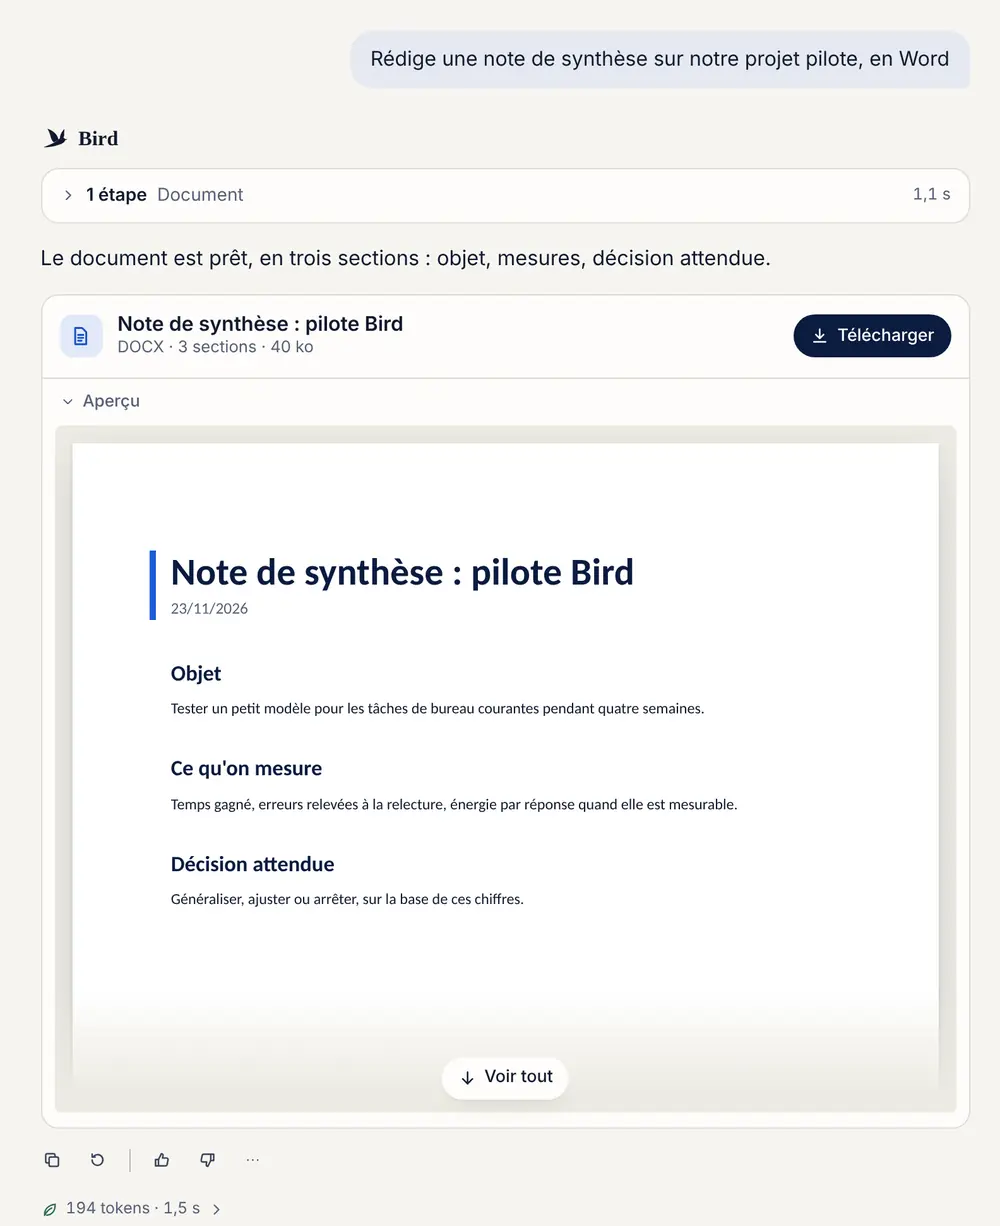 Rédige une note de synthèse sur notre projet pilote, en Word
Bird
1 étape Document
1,1 s
Le document est prêt, en trois sections : objet, mesures, décision attendue.
Note de synthèse : pilote Bird
DOCX · 3 sections · 40 ko
Télécharger
Aperçu
Note de synthèse : pilote Bird
23/11/2026
Objet
Tester un petit modèle pour les tâches de bureau courantes pendant quatre semaines.
Ce qu'on mesure
Temps gagné, erreurs relevées à la relecture, énergie par réponse quand elle est mesurable.
Décision attendue
Généraliser, ajuster ou arrêter, sur la base de ces chiffres.
Voir tout
194 tokens · 1,5 s